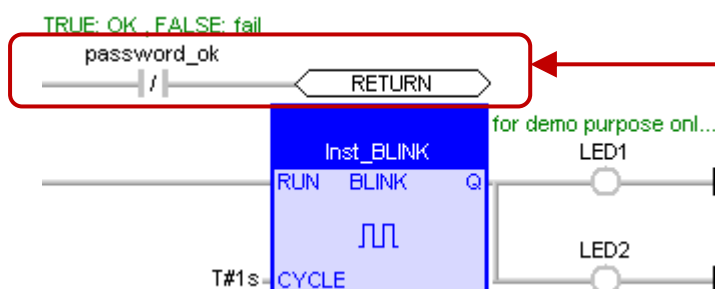 TRUE: OK , FALSE: fail
password_ok
/
RETURN
for demo purpose onl...
Inst_BLINK
LED1
RUN BLINK Q
LED2
T#1s CYCLE